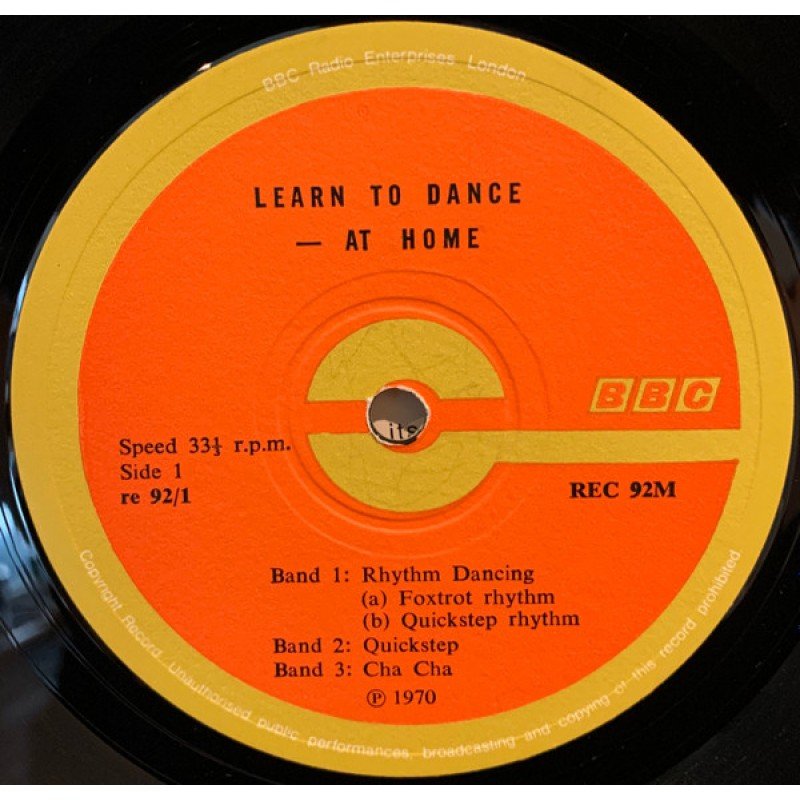 BBC Radio Enterprises London
LEARN TO DANCE
— AT HOME
BBC
its
Speed 33⅓ r.p.m.
Side 1
re 92/1
REC 92M
Band 1: Rhythm Dancing
(a) Foxtrot rhythm
(b) Quickstep rhythm
Band 2: Quickstep
Band 3: Cha Cha
℗ 1970
Copyright Record. Unauthorised public performances, broadcasting and copying of this record prohibited